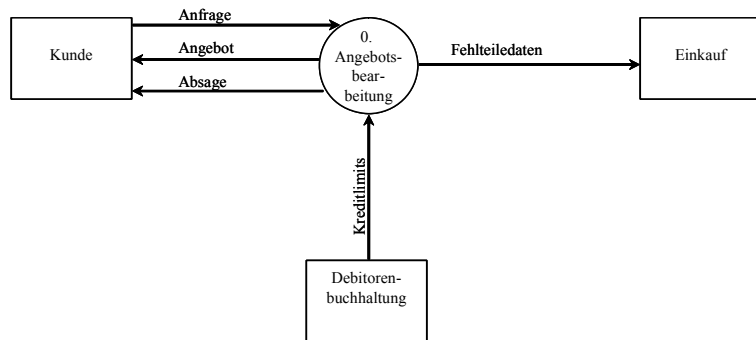 Anfrage
Kunde
Angebot
Absage
0.
Angebots-
bear-
beitung
Fehlteiledaten
Einkauf
Kreditlimits
Debitoren-
buchhaltung